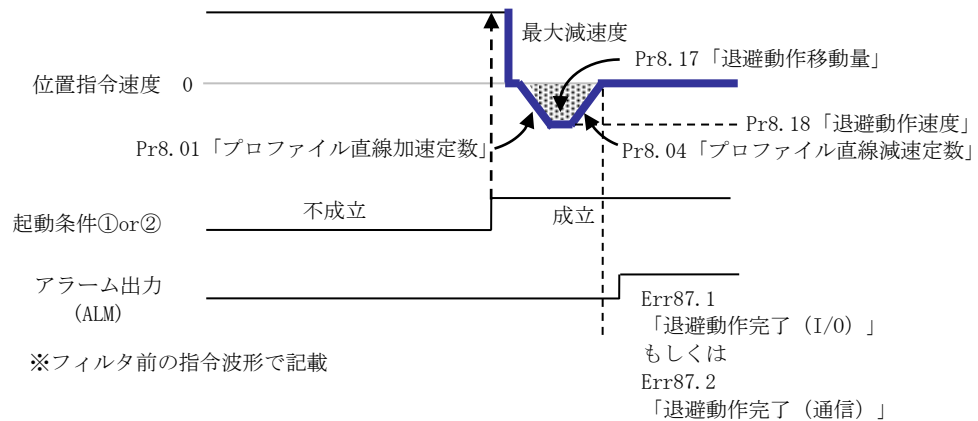 最大減速度
Pr8.17「退避動作移動量」
位置指令速度 0
Pr8.18「退避動作速度」
Pr8.01「プロファイル直線加速定数」
Pr8.04「プロファイル直線減速定数」
不成立
成立
起動条件①or②
アラーム出力
(ALM)
Err87.1
「退避動作完了（I/O）」
もしくは
Err87.2
「退避動作完了（通信）」
※フィルタ前の指令波形で記載